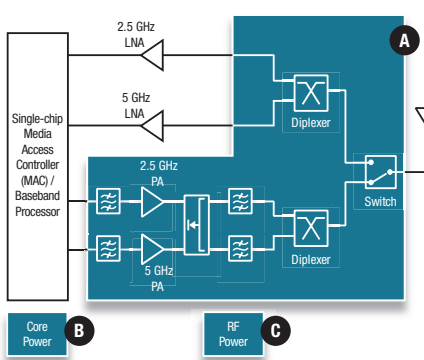 2.5 GHz
LNA
A
5 GHz
LNA
Diplexer
Single-chip
Media
Access
Controller
(MAC) /
Baseband
Processor
2.5 GHz
PA
Switch
5 GHz
PA
Diplexer
Core
Power
B
RF
Power
C